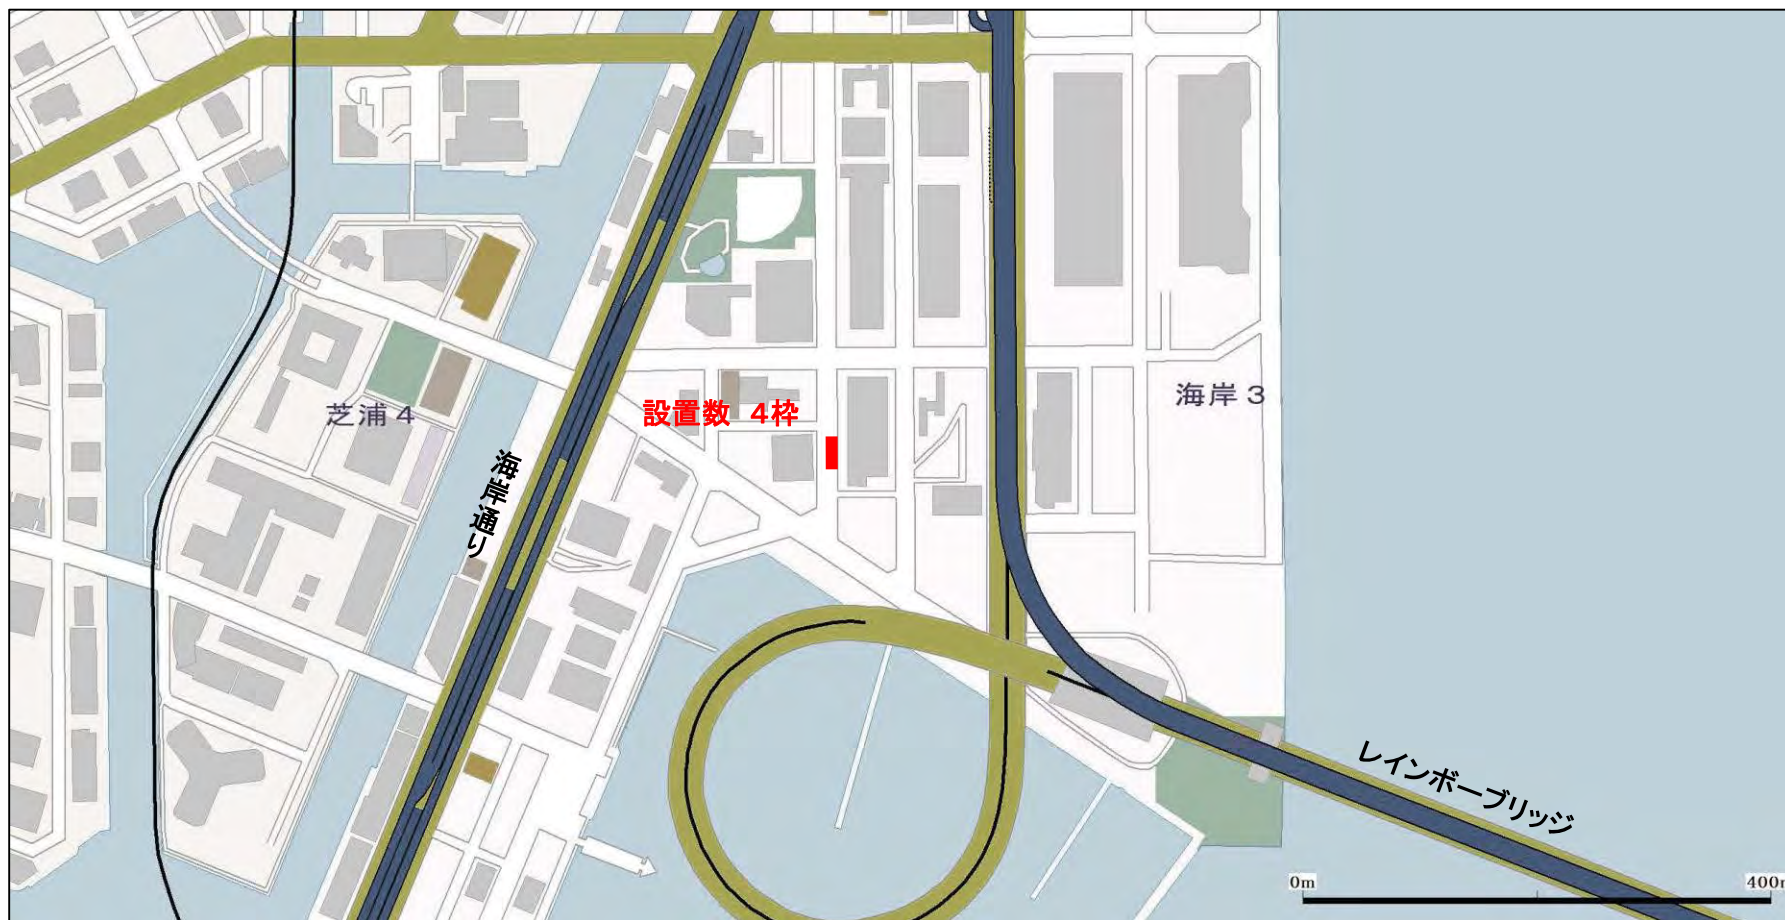 海岸３
芝浦４
設置数　４枠
海岸通り
レインボーブリッジ
0m
400m